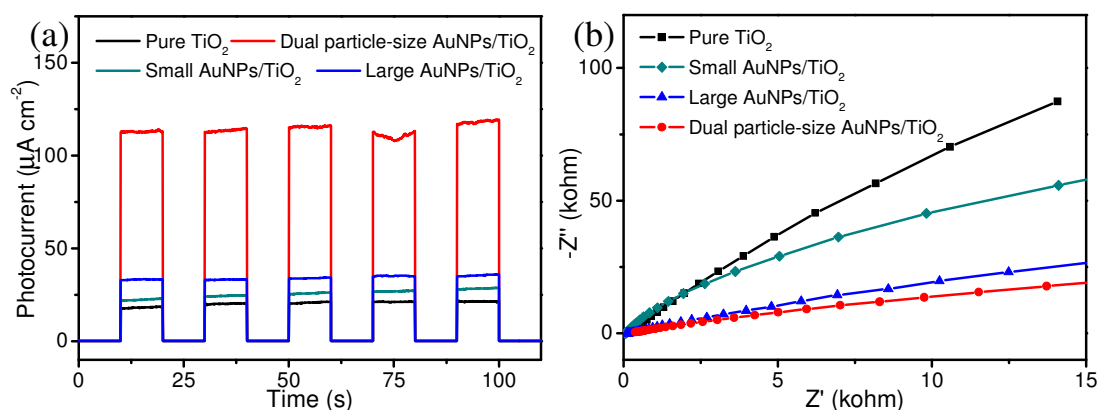 (a)
Pure TiO₂ Dual particle-size AuNPs/TiO₂
Small AuNPs/TiO₂ Large AuNPs/TiO₂
Photocurrent (µA cm⁻²)
150
100
50
0
0 25 50 75 100
Time (s)
(b)
Pure TiO₂
Small AuNPs/TiO₂
Large AuNPs/TiO₂
Dual particle-size AuNPs/TiO₂
-Z'' (kohm)
100
50
0
0 5 10 15
Z' (kohm)